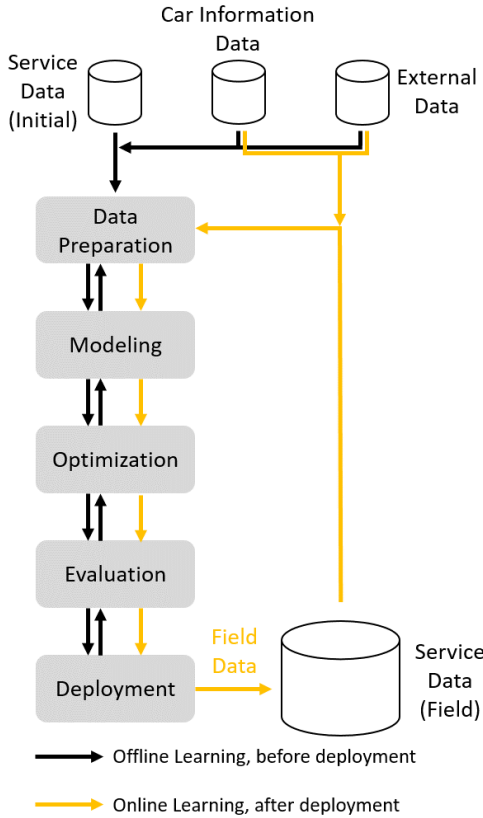 Car Information
Data
Service
Data
(Initial)
External
Data
Data
Preparation
Modeling
Optimization
Evaluation
Deployment
Field
Data
Service
Data
(Field)
Offline Learning, before deployment
Online Learning, after deployment